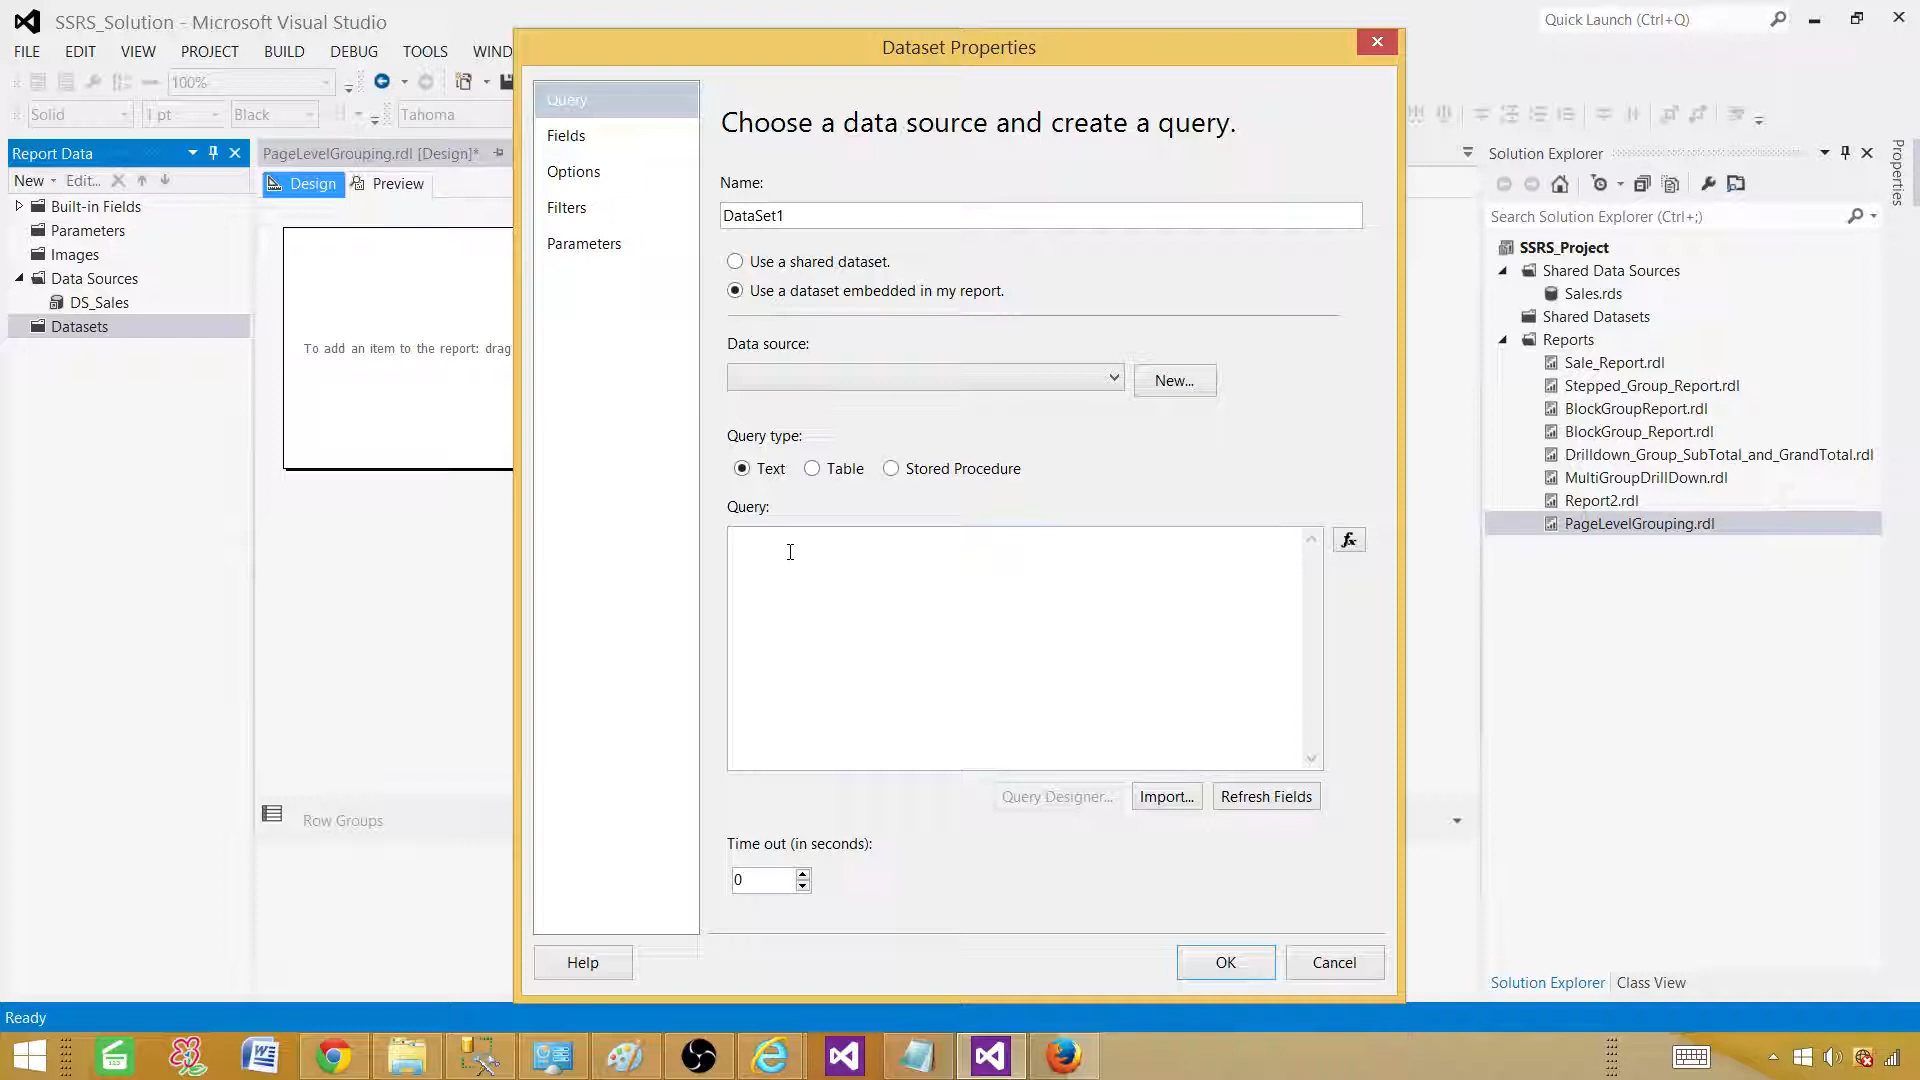 SSRS_Solution - Microsoft Visual Studio
Quick Launch (Ctrl+Q)
FILE EDIT VIEW PROJECT BUILD DEBUG TOOLS WIND
100%
Solid 1 pt Black Tahoma
Report Data
New Edit...
Built-in Fields
Parameters
Images
Data Sources
DS_Sales
Datasets
PageLevelGrouping.rdl [Design]*
Design Preview
To add an item to the report: drag
Row Groups
Dataset Properties
Query
Fields
Options
Filters
Parameters
Choose a data source and create a query.
Name:
DataSet1
Use a shared dataset.
Use a dataset embedded in my report.
Data source:
New...
Query type:
Text Table Stored Procedure
Query:
fx
Query Designer... Import... Refresh Fields
Time out (in seconds):
0
Help OK Cancel
Solution Explorer
Search Solution Explorer (Ctrl+;)
SSRS_Project
Shared Data Sources
Sales.rds
Shared Datasets
Reports
Sale_Report.rdl
Stepped_Group_Report.rdl
BlockGroupReport.rdl
BlockGroup_Report.rdl
Drilldown_Group_SubTotal_and_GrandTotal.rdl
MultiGroupDrillDown.rdl
Report2.rdl
PageLevelGrouping.rdl
Solution Explorer Class View
Properties
Ready